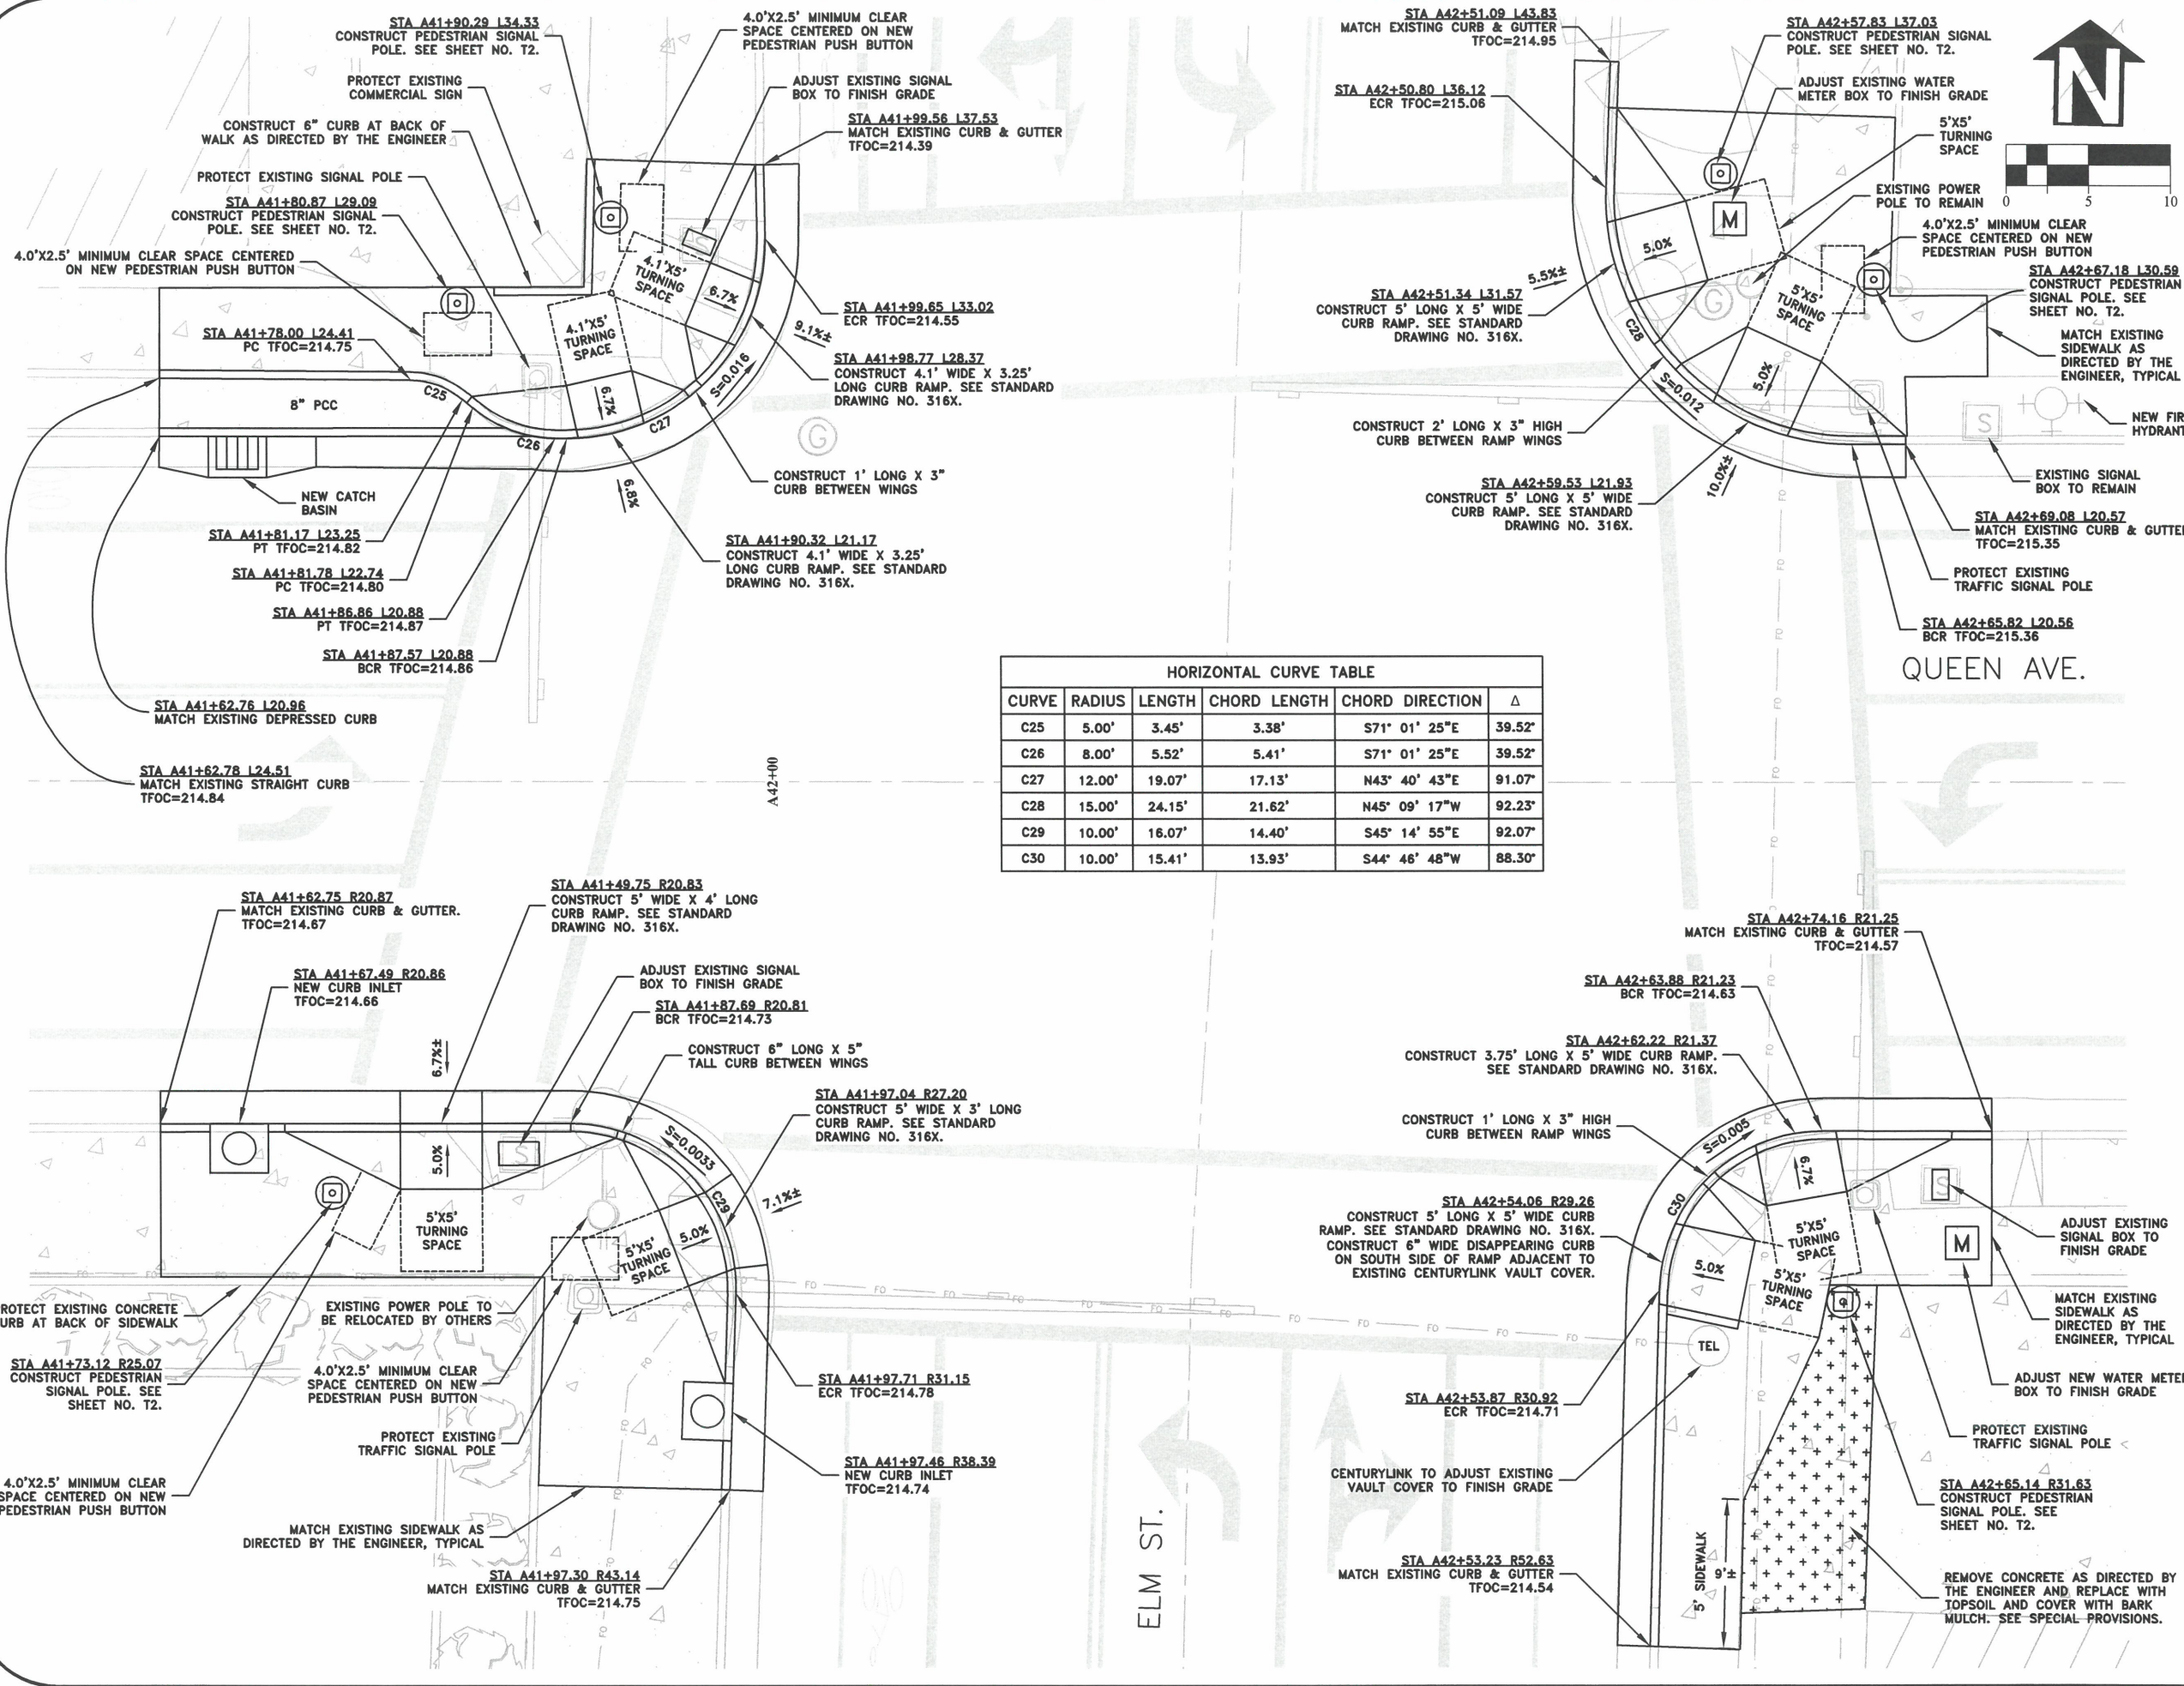 STA A41+90.29 L34.33
CONSTRUCT PEDESTRIAN SIGNAL
POLE. SEE SHEET NO. T2.
4.0'X2.5' MINIMUM CLEAR
SPACE CENTERED ON NEW
PEDESTRIAN PUSH BUTTON
PROTECT EXISTING
COMMERCIAL SIGN
ADJUST EXISTING SIGNAL
BOX TO FINISH GRADE
CONSTRUCT 6" CURB AT BACK OF
WALK AS DIRECTED BY THE ENGINEER
STA A41+99.56 L37.53
MATCH EXISTING CURB & GUTTER
TFOC=214.39
PROTECT EXISTING SIGNAL POLE
STA A41+80.87 L29.09
CONSTRUCT PEDESTRIAN SIGNAL
POLE. SEE SHEET NO. T2.
4.0'X2.5' MINIMUM CLEAR SPACE CENTERED
ON NEW PEDESTRIAN PUSH BUTTON
S
4.1'X5'
TURNING
SPACE
6.7%
4.1'X5'
TURNING
SPACE
6.7%
STA A41+99.65 L33.02
ECR TFOC=214.55
9.1%±
STA A41+78.00 L24.41
PC TFOC=214.75
STA A41+98.77 L28.37
CONSTRUCT 4.1' WIDE X 3.25'
LONG CURB RAMP. SEE STANDARD
DRAWING NO. 316X.
S=0.016
8" PCC
C25
C26
C27
G
CONSTRUCT 1' LONG X 3"
CURB BETWEEN WINGS
6.8%
NEW CATCH
BASIN
STA A41+81.17 L23.25
PT TFOC=214.82
STA A41+90.32 L21.17
CONSTRUCT 4.1' WIDE X 3.25'
LONG CURB RAMP. SEE STANDARD
DRAWING NO. 316X.
STA A41+81.78 L22.74
PC TFOC=214.80
STA A41+86.86 L20.88
PT TFOC=214.87
STA A41+87.57 L20.88
BCR TFOC=214.86
STA A41+62.76 L20.96
MATCH EXISTING DEPRESSED CURB
STA A41+62.78 L24.51
MATCH EXISTING STRAIGHT CURB
TFOC=214.84
A42+00
STA A42+51.09 L43.83
MATCH EXISTING CURB & GUTTER
TFOC=214.95
STA A42+57.83 L37.03
CONSTRUCT PEDESTRIAN SIGNAL
POLE. SEE SHEET NO. T2.
N
0 5 10
STA A42+50.80 L36.12
ECR TFOC=215.06
ADJUST EXISTING WATER
METER BOX TO FINISH GRADE
5'X5'
TURNING
SPACE
EXISTING POWER
POLE TO REMAIN
M
4.0'X2.5' MINIMUM CLEAR
SPACE CENTERED ON NEW
PEDESTRIAN PUSH BUTTON
5.0%
5.5%±
STA A42+67.18 L30.59
CONSTRUCT PEDESTRIAN
SIGNAL POLE. SEE
SHEET NO. T2.
STA A42+51.34 L31.57
CONSTRUCT 5' LONG X 5' WIDE
CURB RAMP. SEE STANDARD
DRAWING NO. 316X.
G
5'X5'
TURNING
SPACE
C28
MATCH EXISTING
SIDEWALK AS
DIRECTED BY THE
ENGINEER, TYPICAL
S=0.012
5.0%
CONSTRUCT 2' LONG X 3" HIGH
CURB BETWEEN RAMP WINGS
S
NEW FIR
HYDRANT
10.0%±
EXISTING SIGNAL
BOX TO REMAIN
STA A42+59.53 L21.93
CONSTRUCT 5' LONG X 5' WIDE
CURB RAMP. SEE STANDARD
DRAWING NO. 316X.
STA A42+69.08 L20.57
MATCH EXISTING CURB & GUTTER
TFOC=215.35
PROTECT EXISTING
TRAFFIC SIGNAL POLE
STA A42+65.82 L20.56
BCR TFOC=215.36
QUEEN AVE.
HORIZONTAL CURVE TABLE
CURVE RADIUS LENGTH CHORD LENGTH CHORD DIRECTION Δ
C25 5.00' 3.45' 3.38' S71° 01' 25"E 39.52°
C26 8.00' 5.52' 5.41' S71° 01' 25"E 39.52°
C27 12.00' 19.07' 17.13' N43° 40' 43"E 91.07°
C28 15.00' 24.15' 21.62' N45° 09' 17"W 92.23°
C29 10.00' 16.07' 14.40' S45° 14' 55"E 92.07°
C30 10.00' 15.41' 13.93' S44° 46' 48"W 88.30°
STA A41+62.75 R20.87
MATCH EXISTING CURB & GUTTER.
TFOC=214.67
STA A41+49.75 R20.83
CONSTRUCT 5' WIDE X 4' LONG
CURB RAMP. SEE STANDARD
DRAWING NO. 316X.
STA A41+67.49 R20.86
NEW CURB INLET
TFOC=214.66
ADJUST EXISTING SIGNAL
BOX TO FINISH GRADE
STA A41+87.69 R20.81
BCR TFOC=214.73
6.7%±
CONSTRUCT 6" LONG X 5"
TALL CURB BETWEEN WINGS
STA A41+97.04 R27.20
CONSTRUCT 5' WIDE X 3' LONG
CURB RAMP. SEE STANDARD
DRAWING NO. 316X.
S=0.0033
5.0%
S
C29
7.1%±
5'X5'
TURNING
SPACE
5'X5'
TURNING
SPACE
5.0%
ROTECT EXISTING CONCRETE
URB AT BACK OF SIDEWALK
EXISTING POWER POLE TO
BE RELOCATED BY OTHERS
STA A41+73.12 R25.07
CONSTRUCT PEDESTRIAN
SIGNAL POLE. SEE
SHEET NO. T2.
4.0'X2.5' MINIMUM CLEAR
SPACE CENTERED ON NEW
PEDESTRIAN PUSH BUTTON
STA A41+97.71 R31.15
ECR TFOC=214.78
PROTECT EXISTING
TRAFFIC SIGNAL POLE
STA A41+97.46 R38.39
NEW CURB INLET
TFOC=214.74
4.0'X2.5' MINIMUM CLEAR
SPACE CENTERED ON NEW
PEDESTRIAN PUSH BUTTON
MATCH EXISTING SIDEWALK AS
DIRECTED BY THE ENGINEER, TYPICAL
STA A41+97.30 R43.14
MATCH EXISTING CURB & GUTTER
TFOC=214.75
ELM ST.
STA A42+74.16 R21.25
MATCH EXISTING CURB & GUTTER
TFOC=214.57
STA A42+63.88 R21.23
BCR TFOC=214.63
STA A42+62.22 R21.37
CONSTRUCT 3.75' LONG X 5' WIDE CURB RAMP.
SEE STANDARD DRAWING NO. 316X.
CONSTRUCT 1' LONG X 3" HIGH
CURB BETWEEN RAMP WINGS
S=0.005
6.7%
C30
S
STA A42+54.06 R29.26
CONSTRUCT 5' LONG X 5' WIDE CURB
RAMP. SEE STANDARD DRAWING NO. 316X.
CONSTRUCT 6" WIDE DISAPPEARING CURB
ON SOUTH SIDE OF RAMP ADJACENT TO
EXISTING CENTURYLINK VAULT COVER.
5'X5'
TURNING
SPACE
M
ADJUST EXISTING
SIGNAL BOX TO
FINISH GRADE
5.0%
5'X5'
TURNING
SPACE
MATCH EXISTING
SIDEWALK AS
DIRECTED BY THE
ENGINEER, TYPICAL
TEL
ADJUST NEW WATER METE
BOX TO FINISH GRADE
STA A42+53.87 R30.92
ECR TFOC=214.71
PROTECT EXISTING
TRAFFIC SIGNAL POLE
CENTURYLINK TO ADJUST EXISTING
VAULT COVER TO FINISH GRADE
STA A42+65.14 R31.63
CONSTRUCT PEDESTRIAN
SIGNAL POLE. SEE
SHEET NO. T2.
5' SIDEWALK
9'±
STA A42+53.23 R52.63
MATCH EXISTING CURB & GUTTER
TFOC=214.54
REMOVE CONCRETE AS DIRECTED BY
THE ENGINEER AND REPLACE WITH
TOPSOIL AND COVER WITH BARK
MULCH. SEE SPECIAL PROVISIONS.